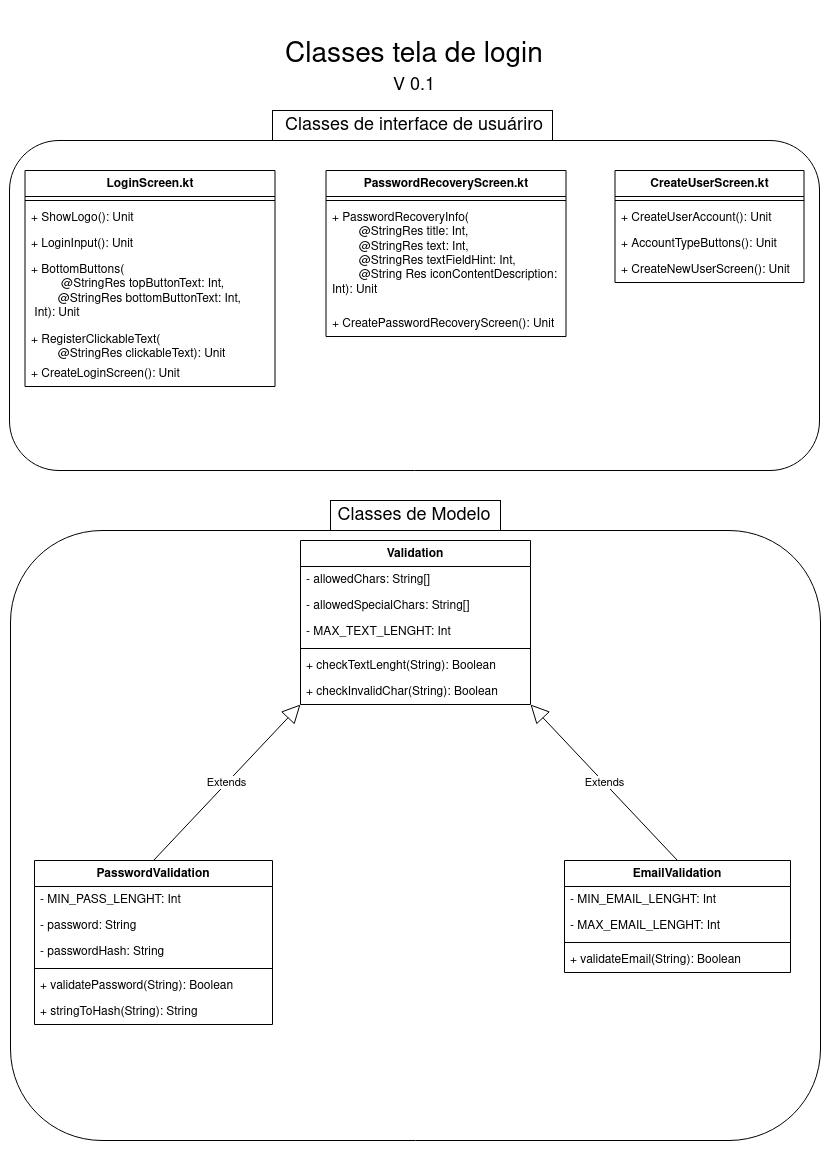 Classes tela de login
V 0.1
Classes de interface de usuáriro
LoginScreen.kt
+ ShowLogo(): Unit
+ LoginInput(): Unit
+ BottomButtons(
@StringRes topButtonText: Int,
@StringRes bottomButtonText: Int,
Int): Unit
+ RegisterClickableText(
@StringRes clickableText): Unit
+ CreateLoginScreen(): Unit
PasswordRecoveryScreen.kt
+ PasswordRecoveryInfo(
@StringRes title: Int,
@StringRes text: Int,
@StringRes textFieldHint: Int,
@String Res iconContentDescription:
Int): Unit
+ CreatePasswordRecoveryScreen(): Unit
CreateUserScreen.kt
+ CreateUserAccount(): Unit
+ AccountTypeButtons(): Unit
+ CreateNewUserScreen(): Unit
Classes de Modelo
Validation
- allowedChars: String[]
- allowedSpecialChars: String[]
- MAX_TEXT_LENGHT: Int
+ checkTextLenght(String): Boolean
+ checkInvalidChar(String): Boolean
Extends
Extends
PasswordValidation
- MIN_PASS_LENGHT: Int
- password: String
- passwordHash: String
+ validatePassword(String): Boolean
+ stringToHash(String): String
EmailValidation
- MIN_EMAIL_LENGHT: Int
- MAX_EMAIL_LENGHT: Int
+ validateEmail(String): Boolean